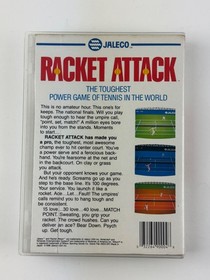 JALECO
RACKET ATTACK
THE TOUGHEST
POWER GAME OF TENNIS IN THE WORLD
This is no amateur hour. This one's for
keeps. The national finals. Will you play
tough enough to hear the umpire call,
"point, set, match? A million eyes bore
into you from the stands. Moments
to start...
RACKET ATTACK has made you
a pro, the toughest, most awesome
champ ever to hit center court. You've
a power serve and a ferocious back-
hand. You're fearsome at the net and
in the backcourt. On clay or grass
you attack.
But your opponent knows your game.
And he's ready. Screams go up as you
step to the base line. It's 100 degrees.
Your service. You launch it like a
rocket. Ace...Let...Fault! The umpires'
calls remind you to hang tough and
be consistent.
15 love...30 love...40 love...MATCH
POINT. Sweating, you grip your
racket. The crowd hushes. Can you
deliver an ace? Bear Down. Psych
up. Get tough.